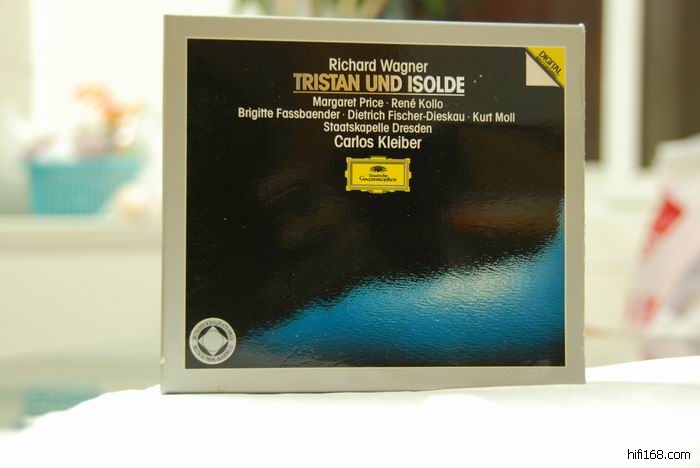 Richard Wagner
TRISTAN UND ISOLDE
Margaret Price · René Kollo
Brigitte Fassbaender · Dietrich Fischer-Dieskau · Kurt Moll
Staatskapelle Dresden
Carlos Kleiber
DIGITAL
Deutsche
Grammophon
hifi168.com